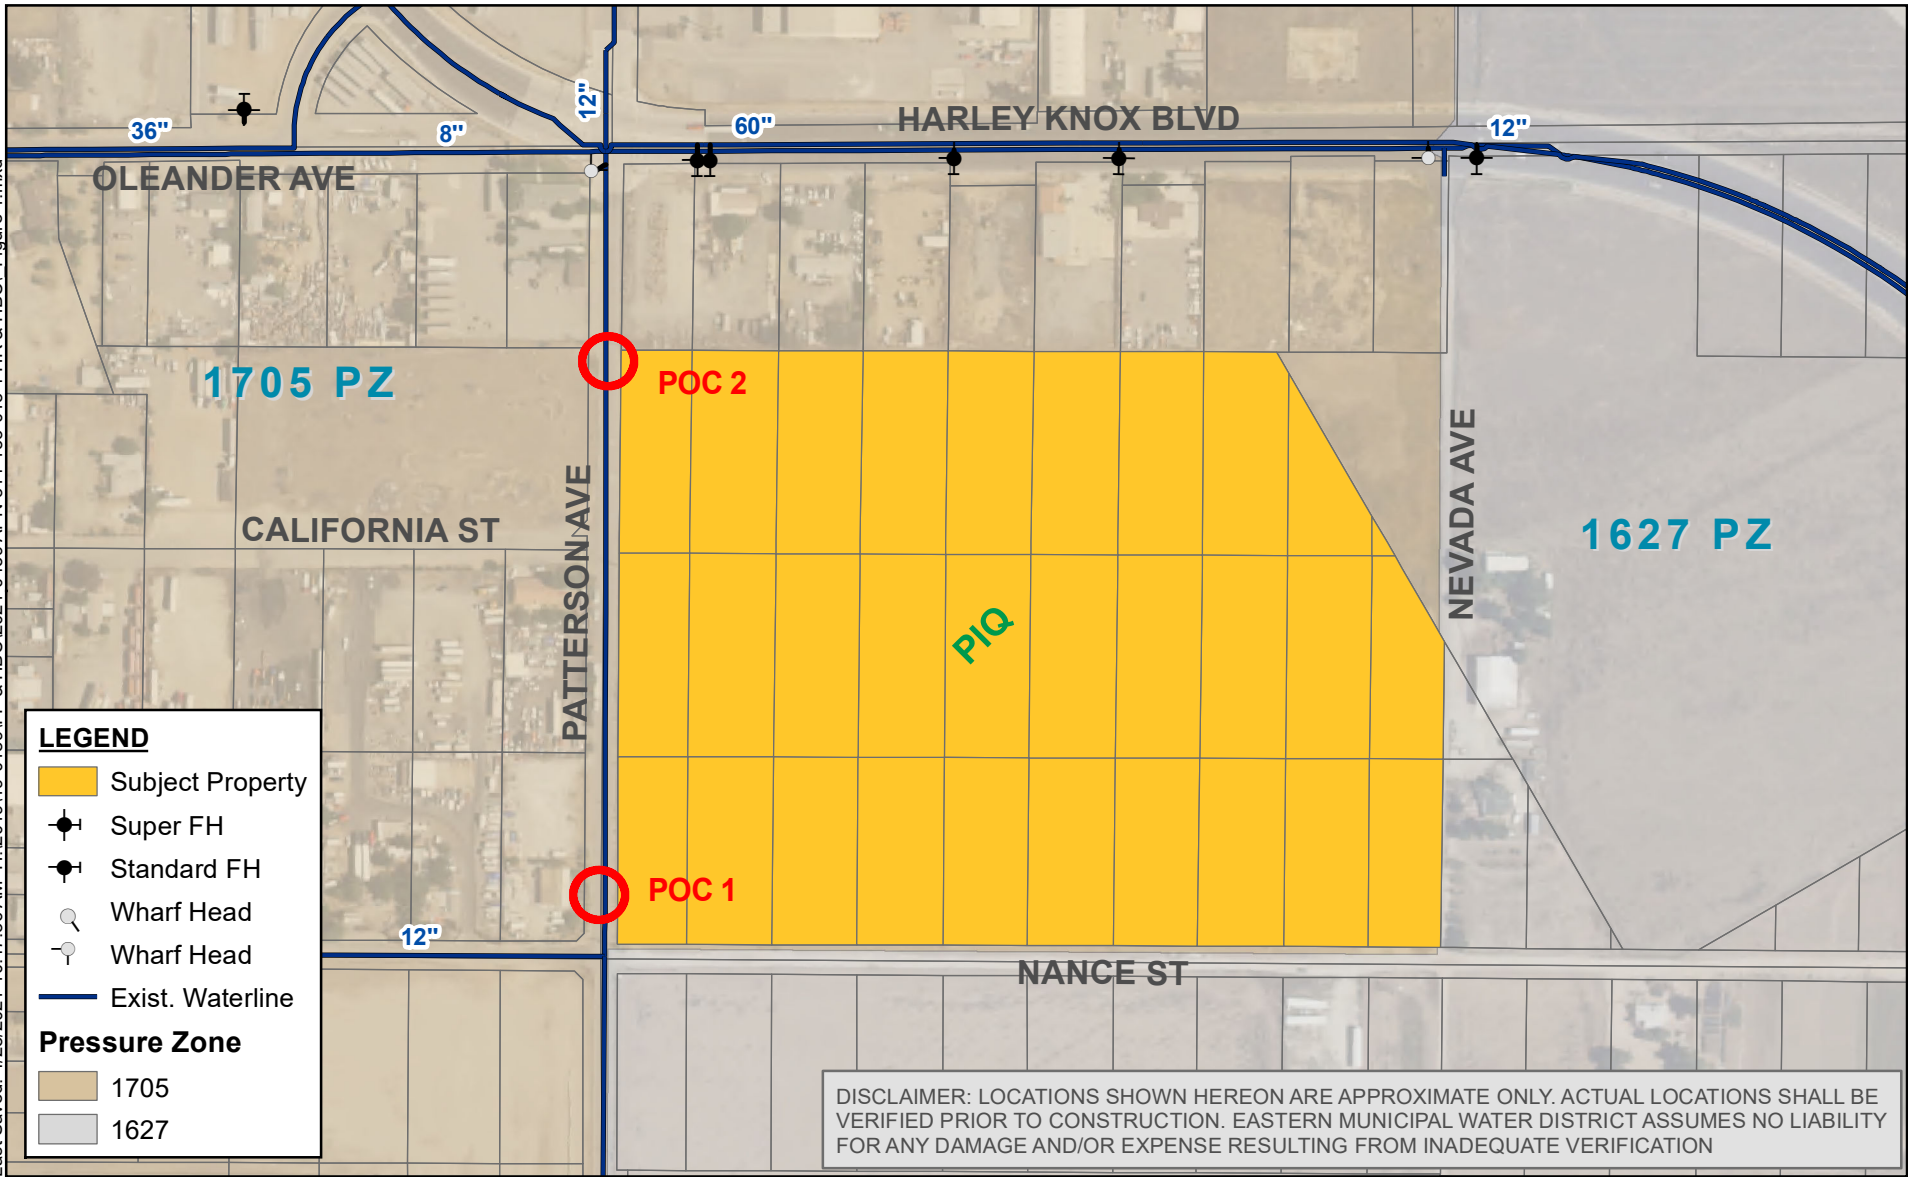 12"
36"
8"
60"
HARLEY KNOX BLVD
12"
OLEANDER AVE
1705 PZ
POC 2
CALIFORNIA ST
PATTERSON AVE
NEVADA AVE
1627 PZ
PIQ
POC 1
12"
NANCE ST
LEGEND
Subject Property
Super FH
Standard FH
Wharf Head
Wharf Head
Exist. Waterline
Pressure Zone
1705
1627
DISCLAIMER: LOCATIONS SHOWN HEREON ARE APPROXIMATE ONLY. ACTUAL LOCATIONS SHALL BE
VERIFIED PRIOR TO CONSTRUCTION. EASTERN MUNICIPAL WATER DISTRICT ASSUMES NO LIABILITY
FOR ANY DAMAGE AND/OR EXPENSE RESULTING FROM INADEQUATE VERIFICATION